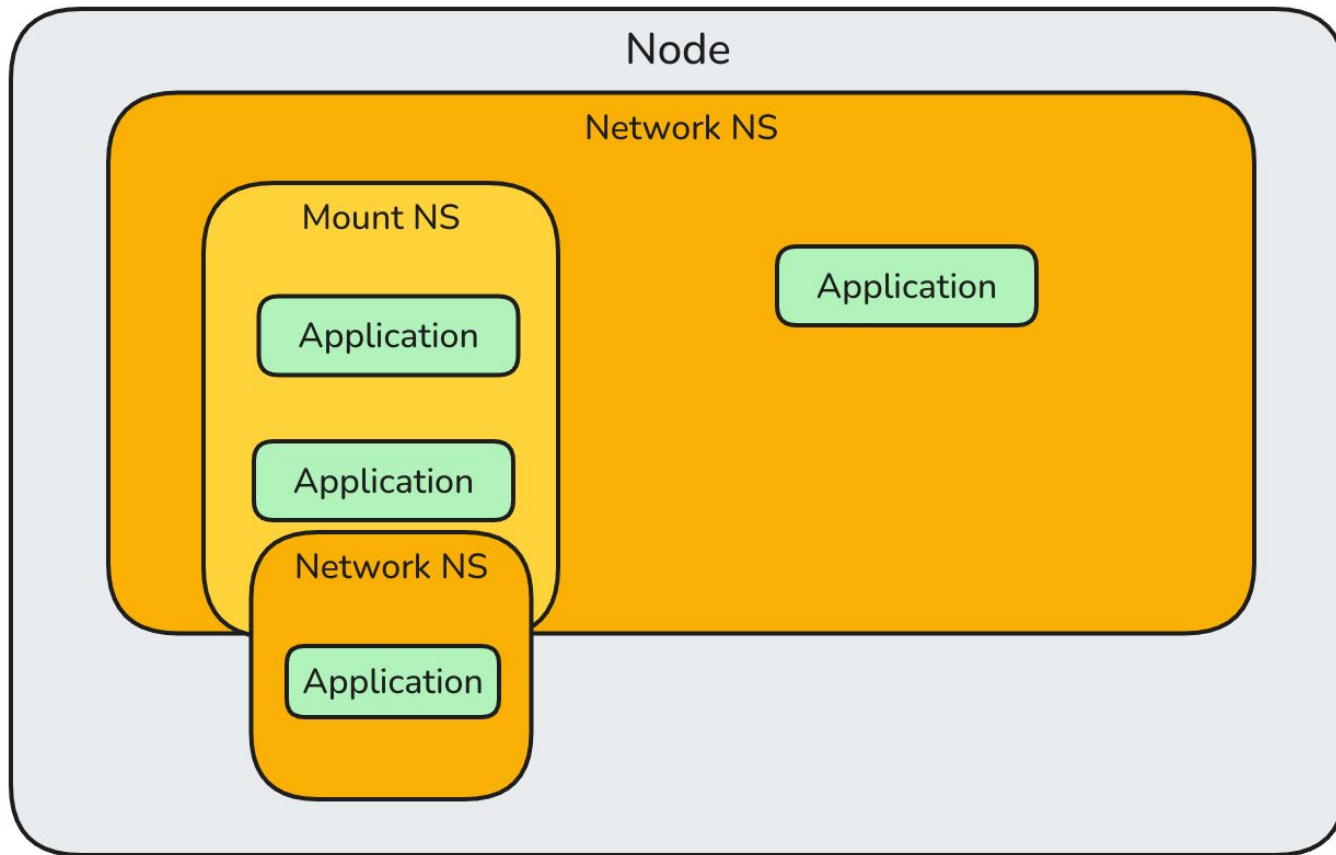 Node
Network NS
Mount NS
Application
Application
Application
Network NS
Application